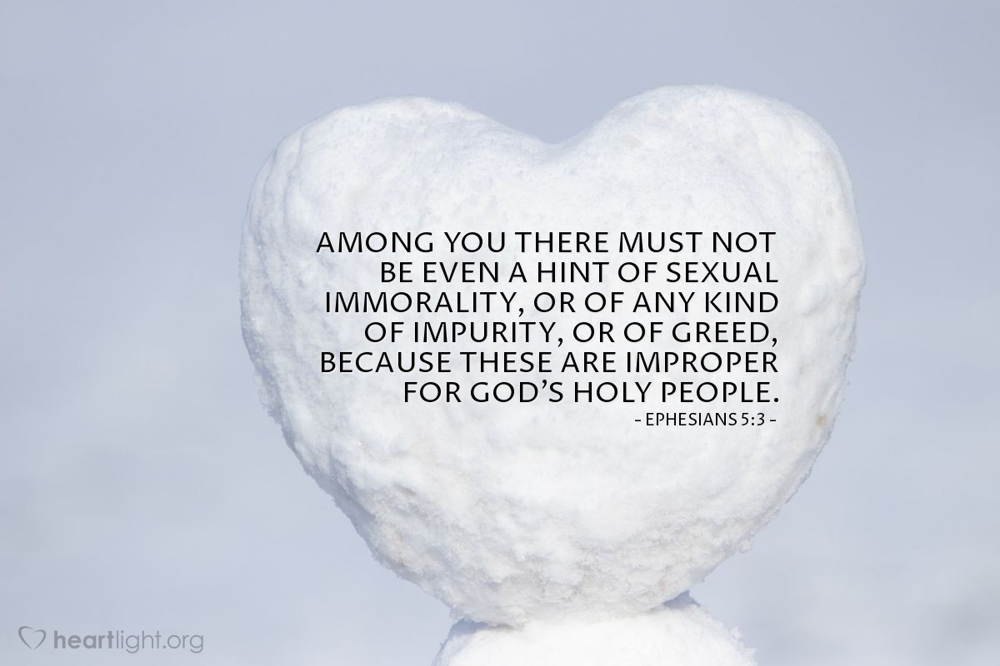 AMONG YOU THERE MUST NOT
BE EVEN A HINT OF SEXUAL
IMMORALITY, OR OF ANY KIND
OF IMPURITY, OR OF GREED,
BECAUSE THESE ARE IMPROPER
FOR GOD’S HOLY PEOPLE.
- EPHESIANS 5:3 -
heartlight.org